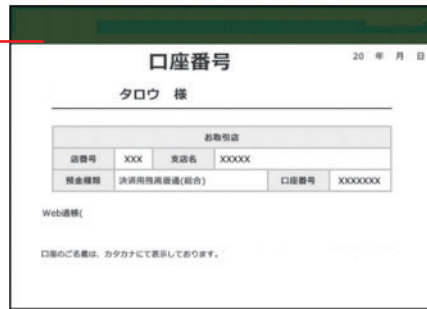 口座番号
20 年 月 日
タロウ 様
お取引店
店番号 XXX 支店名 XXXXX
預金種類 決済用残高普通(総合) 口座番号 XXXXXXX
Web通帳(
口座のご名義は、カタカナにて表示しております。